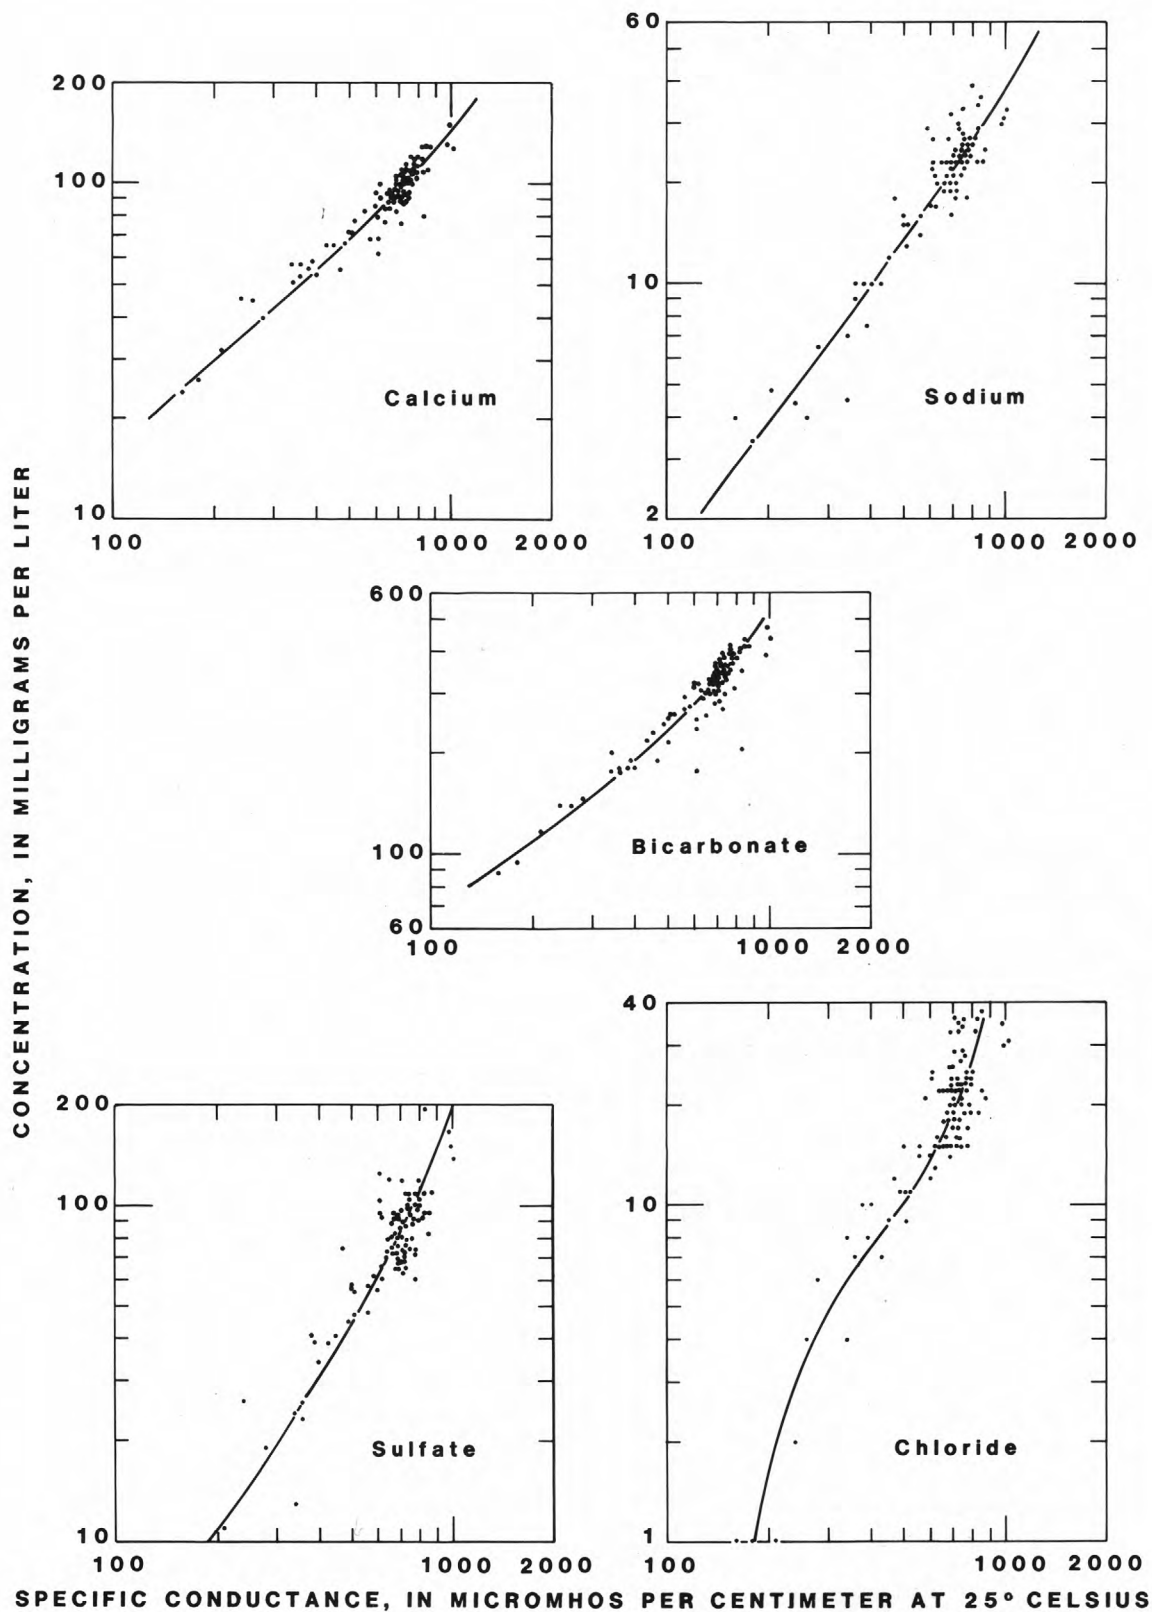 60
200
100
Calcium
10
100 1000 2000
10
Sodium
2
100 1000 2000
CONCENTRATION, IN MILLIGRAMS PER LITER
600
100
Bicarbonate
60
100 1000 2000
200
100
Sulfate
10
100 1000 2000
40
10
Chloride
1
100 1000 2000
SPECIFIC CONDUCTANCE, IN MICROMHOS PER CENTIMETER AT 25° CELSIUS